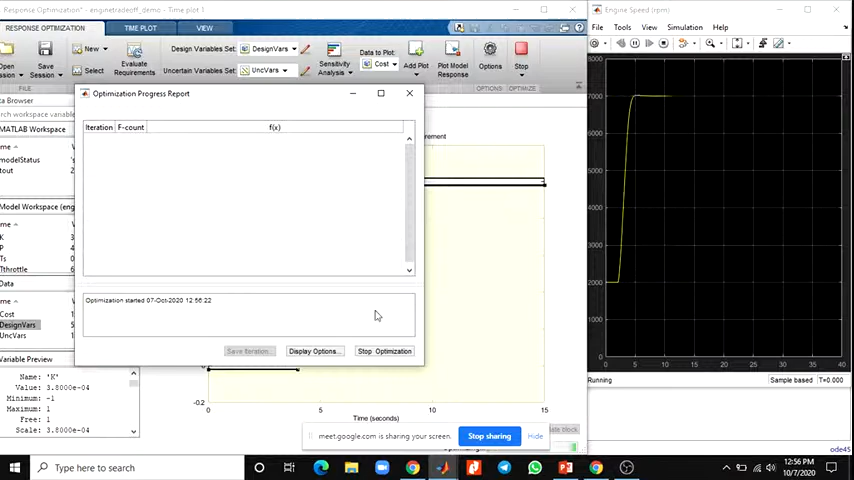 Response Optimization* - enginetradeoff_demo - Time plot 1
RESPONSE OPTIMIZATION
TIME PLOT
VIEW
Open
Session
Save
Session
New
Select
Evaluate
Requirements
Design Variables Set:
DesignVars
Uncertain Variables Set:
UncVars
Sensitivity
Analysis
Data to Plot:
Cost
Add Plot
Plot Model
Response
Options
Stop
FILE
OPTIONS
OPTIMIZE
Data Browser
MATLAB Workspace
modelStatus
tout
Model Workspace (eng
K
P
Ts
Tthrottle
Data
Cost
DesignVars
UncVars
Variable Preview
Name: 'K'
Value: 3.8000e-04
Minimum: -1
Maximum: 1
Free: 1
Scale: 3.8000e-04
Optimization Progress Report
Iteration
F-count
f(x)
Optimization started 07-Oct-2020 12:56:22
Save Iteration...
Display Options...
Stop Optimization
-0.2
0
5
10
15
Time (seconds)
meet.google.com is sharing your screen.
Stop sharing
Hide
Engine Speed (rpm)
File
Tools
View
Simulation
Help
8000
7000
6000
5000
4000
3000
2000
1000
0
0
5
10
15
20
25
30
35
40
Running
Sample based
T=0.000
ode45
Type here to search
12:56 PM
10/7/2020